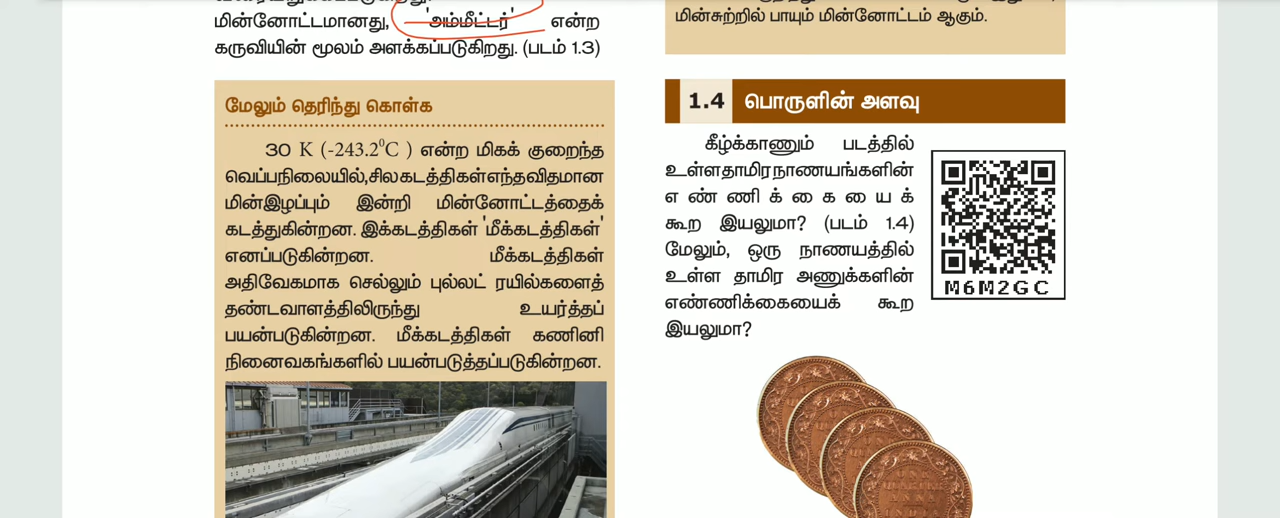 மின்னோட்டமானது, 'அம்மீட்டர்' என்ற
கருவியின் மூலம் அளக்கப்படுகிறது. (படம் 1.3)
மேலும் தெரிந்து கொள்க
30 K (-243.2⁰C ) என்ற மிகக் குறைந்த
வெப்பநிலையில்,சிலகடத்திகள்எந்தவிதமான
மின்இழப்பும் இன்றி மின்னோட்டத்தைக்
கடத்துகின்றன. இக்கடத்திகள் 'மீக்கடத்திகள்'
எனப்படுகின்றன. மீக்கடத்திகள்
அதிவேகமாக செல்லும் புல்லட் ரயில்களைத்
தண்டவாளத்திலிருந்து உயர்த்தப்
பயன்படுகின்றன. மீக்கடத்திகள் கணினி
நினைவகங்களில் பயன்படுத்தப்படுகின்றன.
மின்சுற்றில் பாயும் மின்னோட்டம் ஆகும்.
1.4 பொருளின் அளவு
கீழ்க்காணும் படத்தில்
உள்ளதாமிரநாணயங்களின்
எண்ணிக்கையைக்
கூற இயலுமா? (படம் 1.4)
மேலும், ஒரு நாணயத்தில்
உள்ள தாமிர அணுக்களின்
எண்ணிக்கையைக் கூற
இயலுமா?
M6M2GC
QUARTER